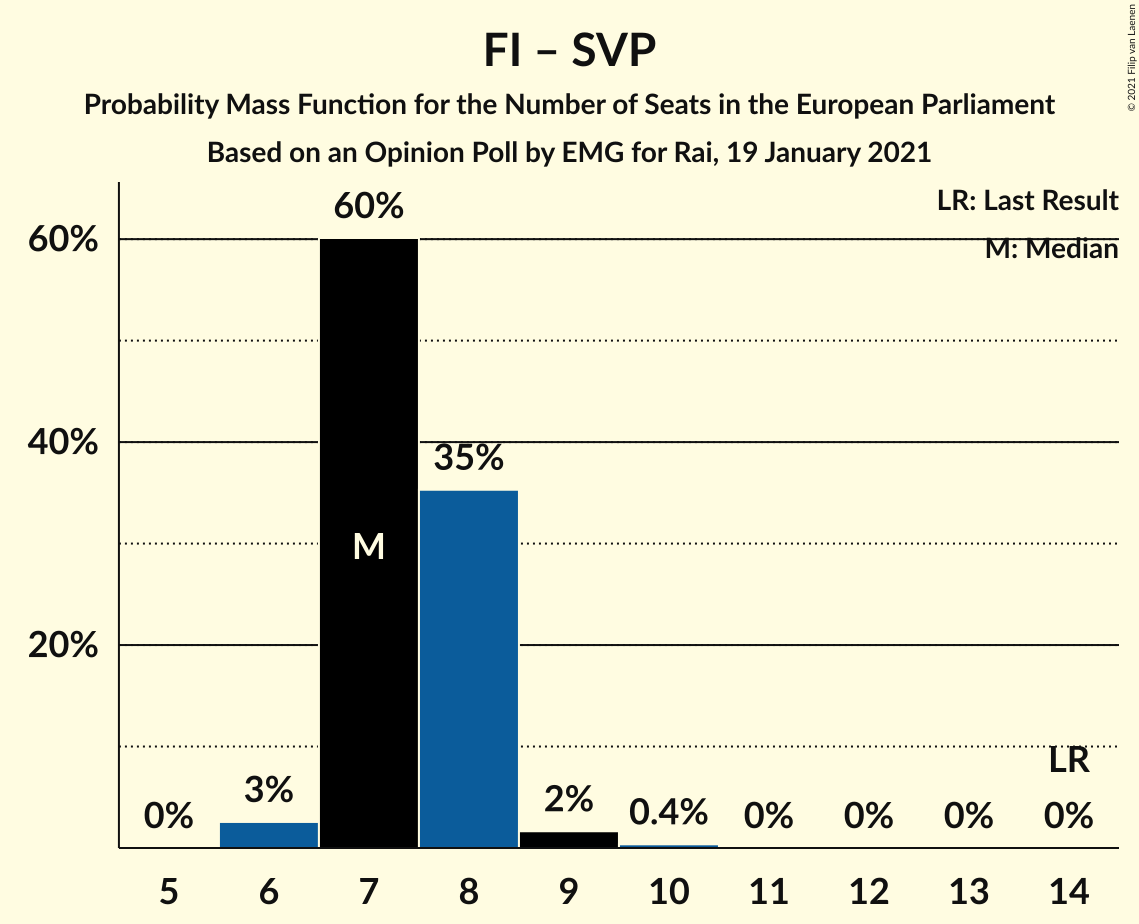 FI – SVP
Probability Mass Function for the Number of Seats in the European Parliament
Based on an Opinion Poll by EMG for Rai, 19 January 2021
© 2021 Filip van Laenen
LR: Last Result
M: Median
60%
40%
20%
0%
3%
60%
M
35%
2%
0.4%
0%
0%
0%
LR
0%
5 6 7 8 9 10 11 12 13 14